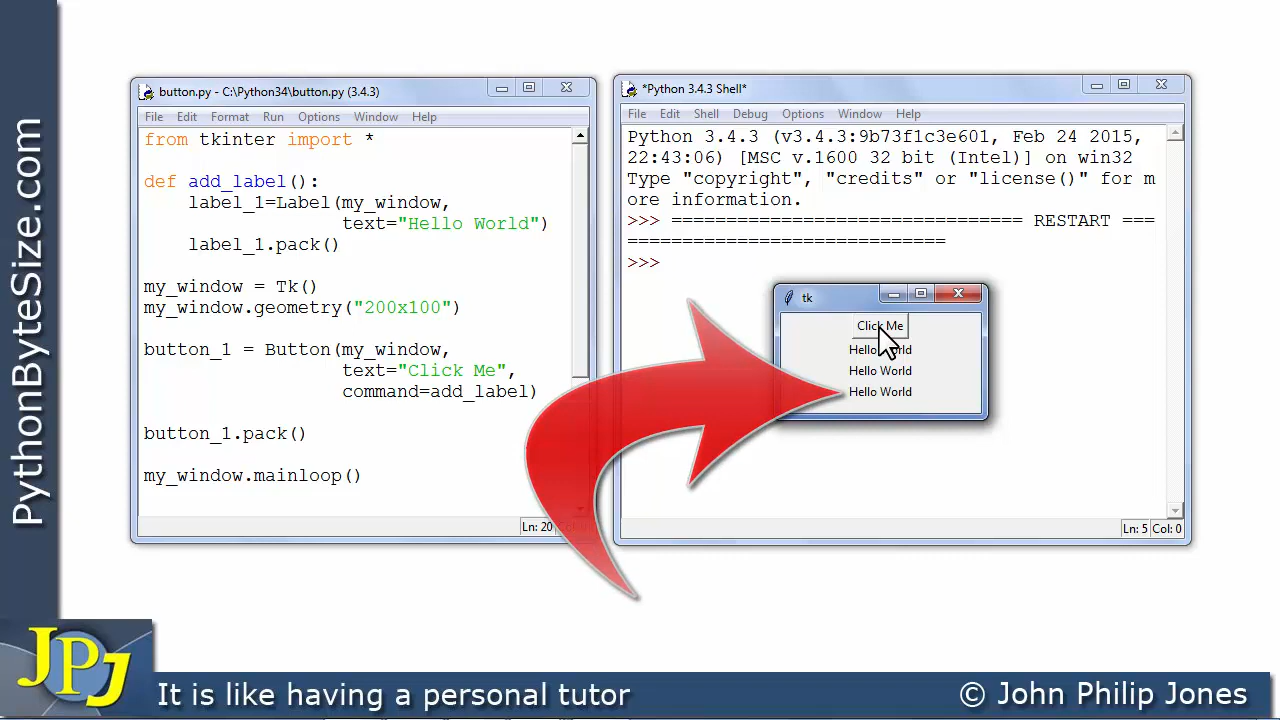 PythonByteSize.com
button.py - C:\Python34\button.py (3.4.3)
File Edit Format Run Options Window Help
from tkinter import *
def add_label():
label_1=Label(my_window,
text="Hello World")
label_1.pack()
my_window = Tk()
my_window.geometry("200x100")
button_1 = Button(my_window,
text="Click Me",
command=add_label)
button_1.pack()
my_window.mainloop()
Ln: 20
*Python 3.4.3 Shell*
File Edit Shell Debug Options Window Help
Python 3.4.3 (v3.4.3:9b73f1c3e601, Feb 24 2015,
22:43:06) [MSC v.1600 32 bit (Intel)] on win32
Type "copyright", "credits" or "license()" for m
ore information.
>>> ================================ RESTART ===
=============================
>>>
tk
Click Me
Hello World
Hello World
Hello World
Ln: 5 Col: 0
JPJ
It is like having a personal tutor
© John Philip Jones